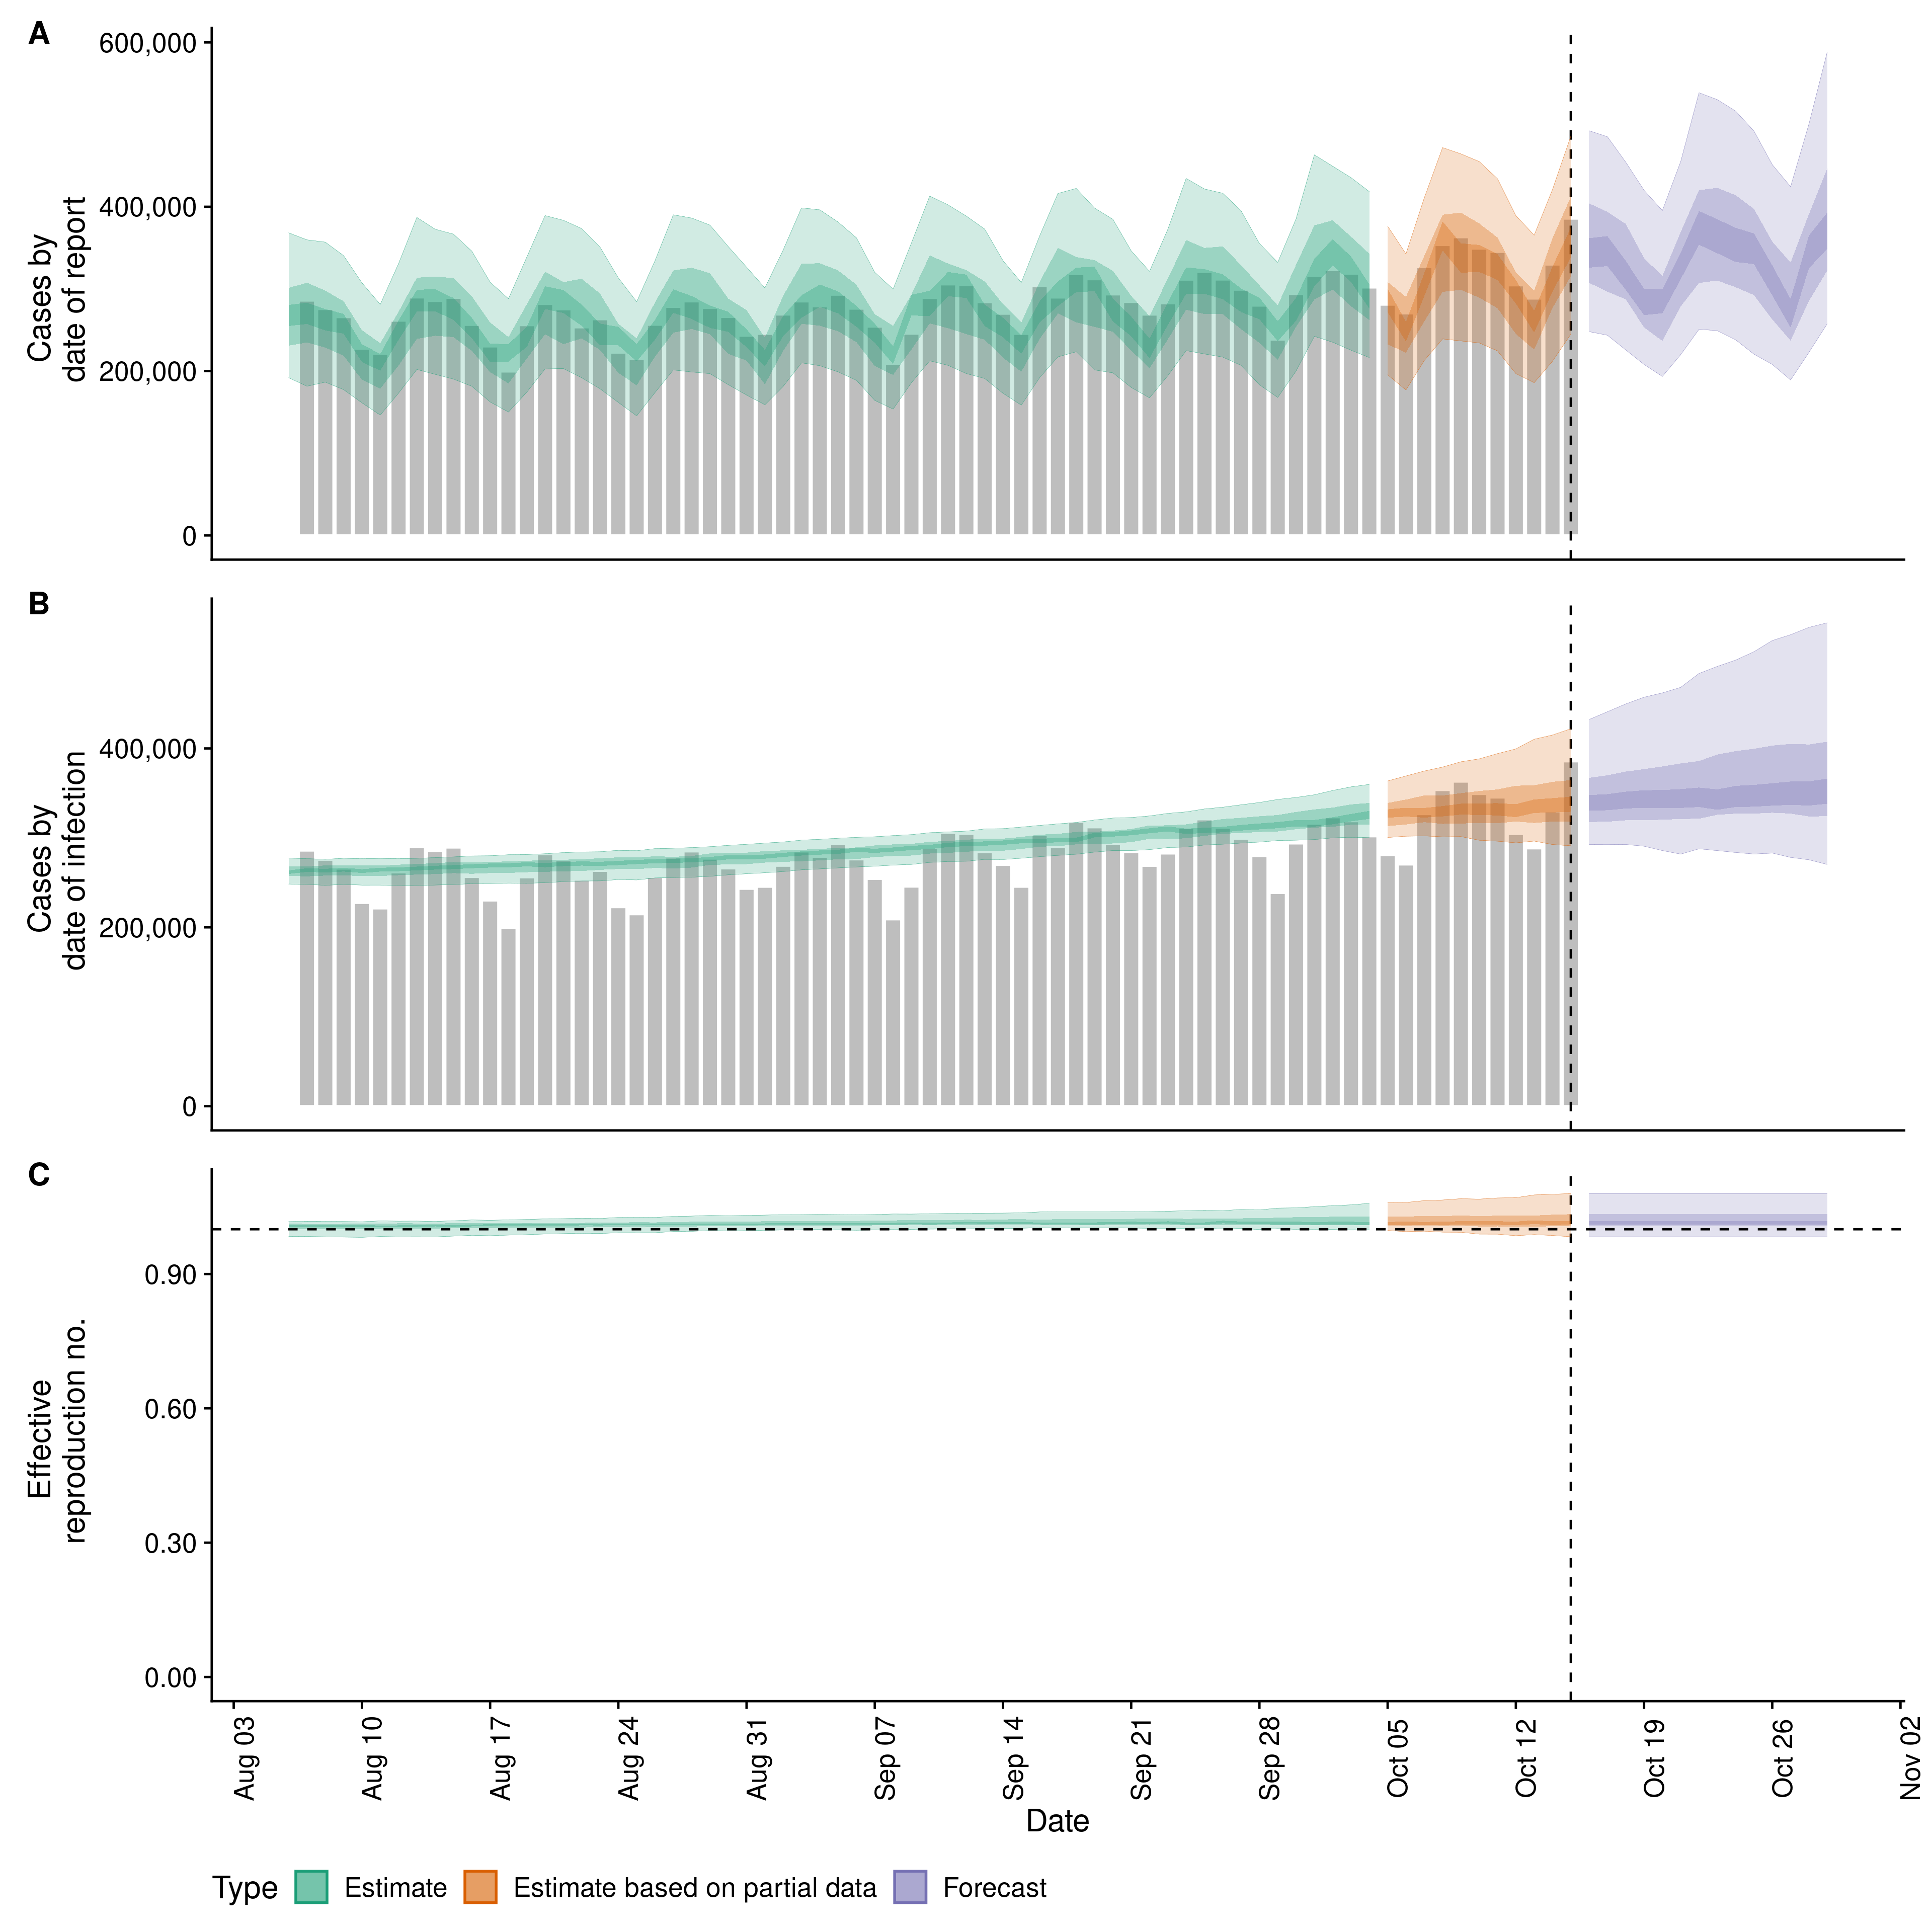 A
600,000
400,000
200,000
0
Cases by
date of report
B
400,000
200,000
0
Cases by
date of infection
C
0.90
0.60
0.30
0.00
Effective
reproduction no.
Aug 03
Aug 10
Aug 17
Aug 24
Aug 31
Sep 07
Sep 14
Sep 21
Sep 28
Oct 05
Oct 12
Oct 19
Oct 26
Nov 02
Date
Type Estimate Estimate based on partial data Forecast